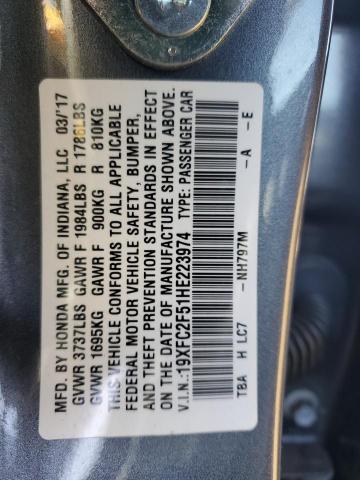 MFD. BY HONDA MFG. OF INDIANA, LLC 03/'17
GVWR 3737LBS GAWR F 1984LBS R 1786LBS
GVWR 1695KG GAWR F 900KG R 810KG
THIS VEHICLE CONFORMS TO ALL APPLICABLE
FEDERAL MOTOR VEHICLE SAFETY, BUMPER,
AND THEFT PREVENTION STANDARDS IN EFFECT
ON THE DATE OF MANUFACTURE SHOWN ABOVE.
V.I.N.:19XFC2F51HE223974 TYPE: PASSENGER CAR
TBA H LC7 -NH797M -A -E